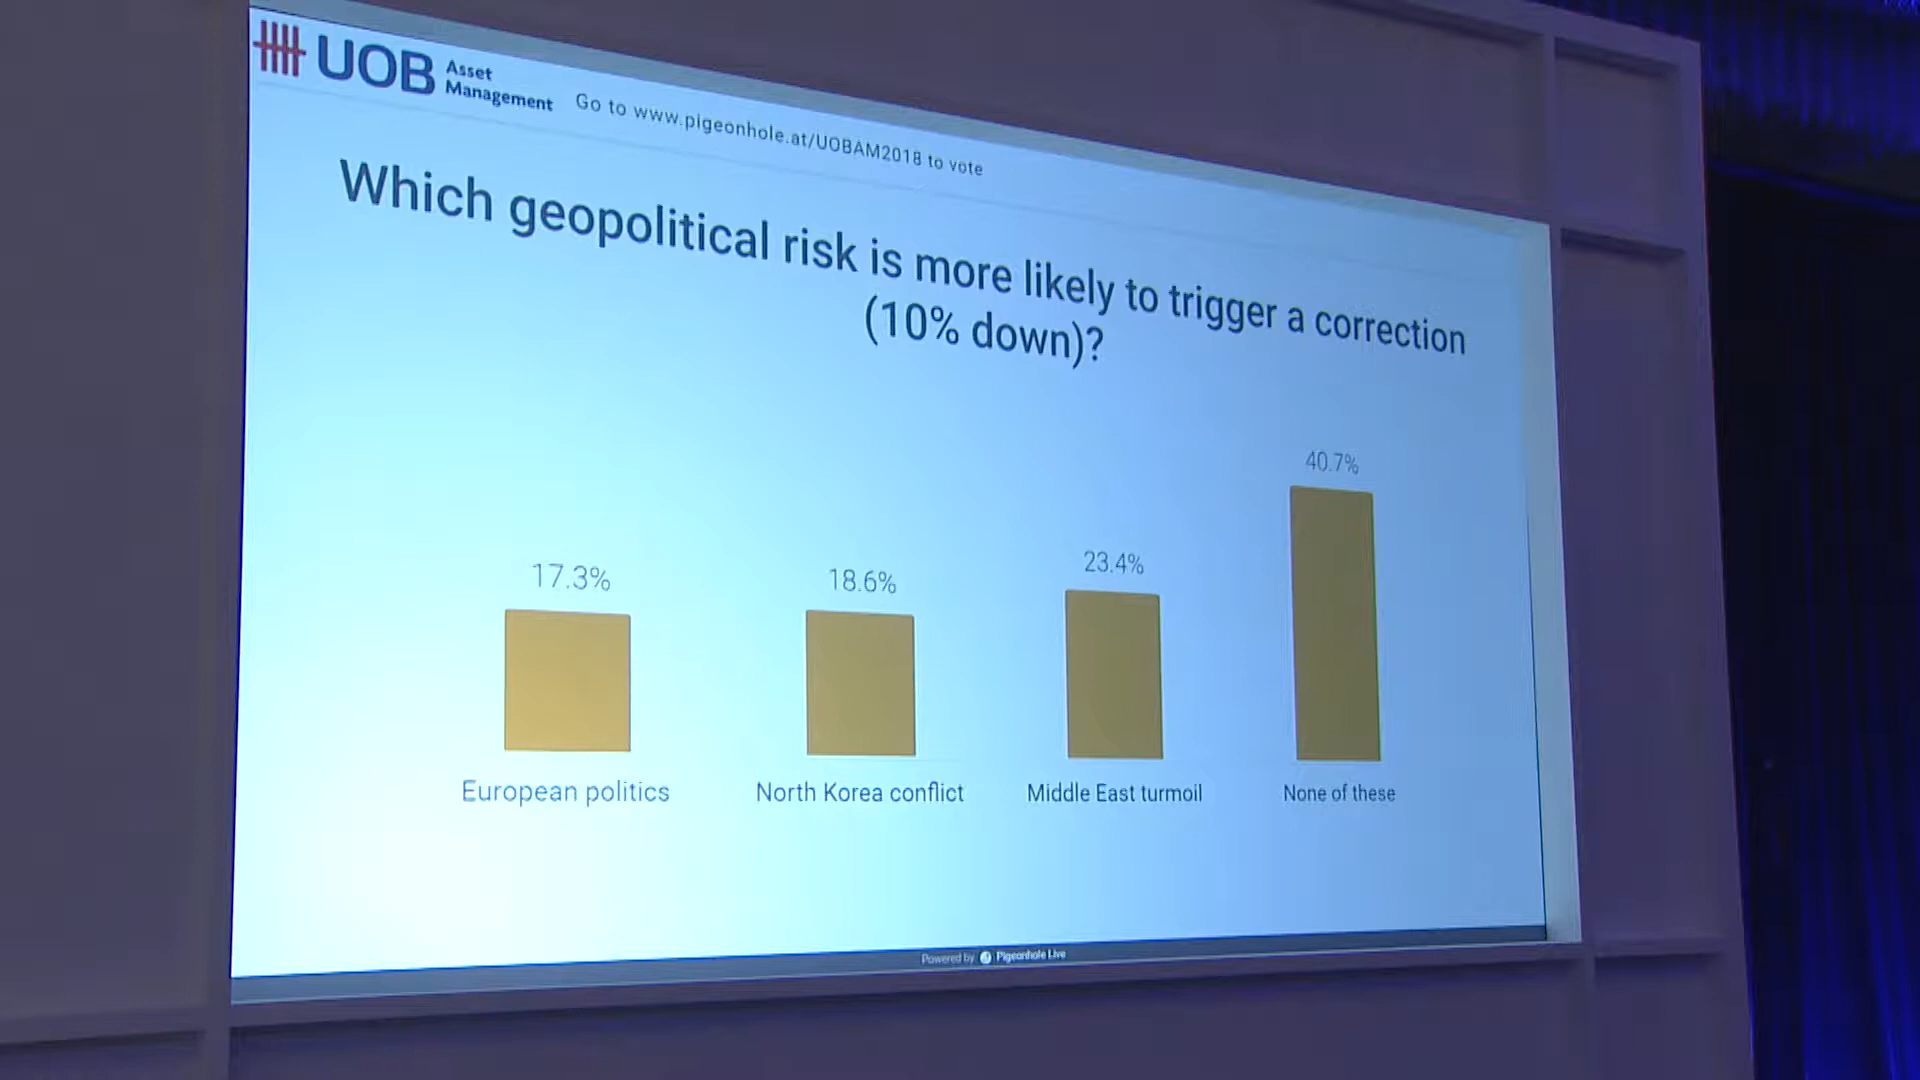 UOB Asset
Management
Go to www.pigeonhole.at/UOBAM2018 to vote
Which geopolitical risk is more likely to trigger a correction
(10% down)?
17.3%
18.6%
23.4%
40.7%
European politics
North Korea conflict
Middle East turmoil
None of these
Powered by Pigeonhole Live